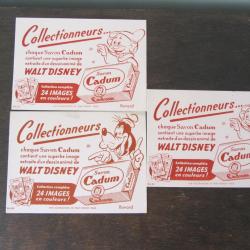 Collectionneurs...
chaque Savon Cadum
contient une superbe image
extraite d'un dessin animé de
WALT DISNEY
Collection complète
24 IMAGES
en couleurs!
Savon
Cadum
Collectionneurs...
chaque Savon Cadum
contient une superbe image
extraite d'un dessin animé de
WALT DISNEY
Collection complète
24 IMAGES
en couleurs!
Savon
Cadum
Collectionneurs...
chaque Savon Cadum
contient une superbe image
extraite d'un dessin animé de
WALT DISNEY
Collection complète
24 IMAGES
en couleurs!
Savon
Cadum